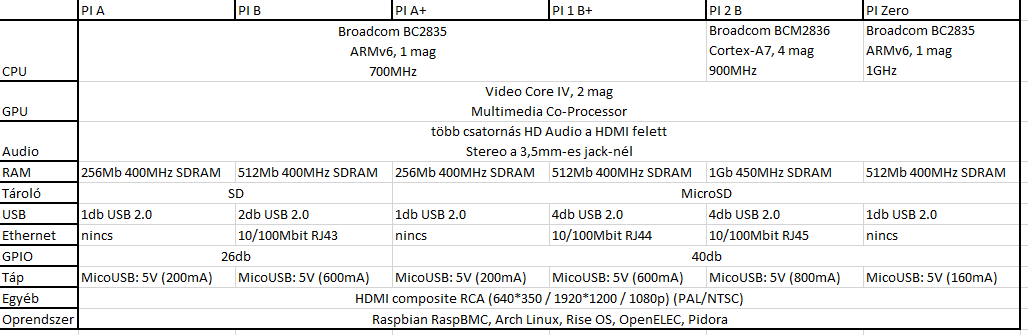 PI A PI B PI A+ PI 1 B+ PI 2 B PI Zero
Broadcom BC2835 Broadcom BCM2836 Broadcom BC2835
ARMv6, 1 mag Cortex-A7, 4 mag ARMv6, 1 mag
CPU 700MHz 900MHz 1GHz
Video Core IV, 2 mag
GPU Multimedia Co-Processor
több csatornás HD Audio a HDMI felett
Audio Stereo a 3,5mm-es jack-nél
RAM 256Mb 400MHz SDRAM 512Mb 400MHz SDRAM 256Mb 400MHz SDRAM 512Mb 400MHz SDRAM 1Gb 450MHz SDRAM 512Mb 400MHz SDRAM
Tároló SD MicroSD
USB 1db USB 2.0 2db USB 2.0 1db USB 2.0 4db USB 2.0 4db USB 2.0 1db USB 2.0
Ethernet nincs 10/100Mbit RJ43 nincs 10/100Mbit RJ44 10/100Mbit RJ45 nincs
GPIO 26db 40db
Táp MicoUSB: 5V (200mA) MicoUSB: 5V (600mA) MicoUSB: 5V (200mA) MicoUSB: 5V (600mA) MicoUSB: 5V (800mA) MicoUSB: 5V (160mA)
Egyéb HDMI composite RCA (640*350 / 1920*1200 / 1080p) (PAL/NTSC)
Oprendszer Raspbian RaspBMC, Arch Linux, Rise OS, OpenELEC, Pidora